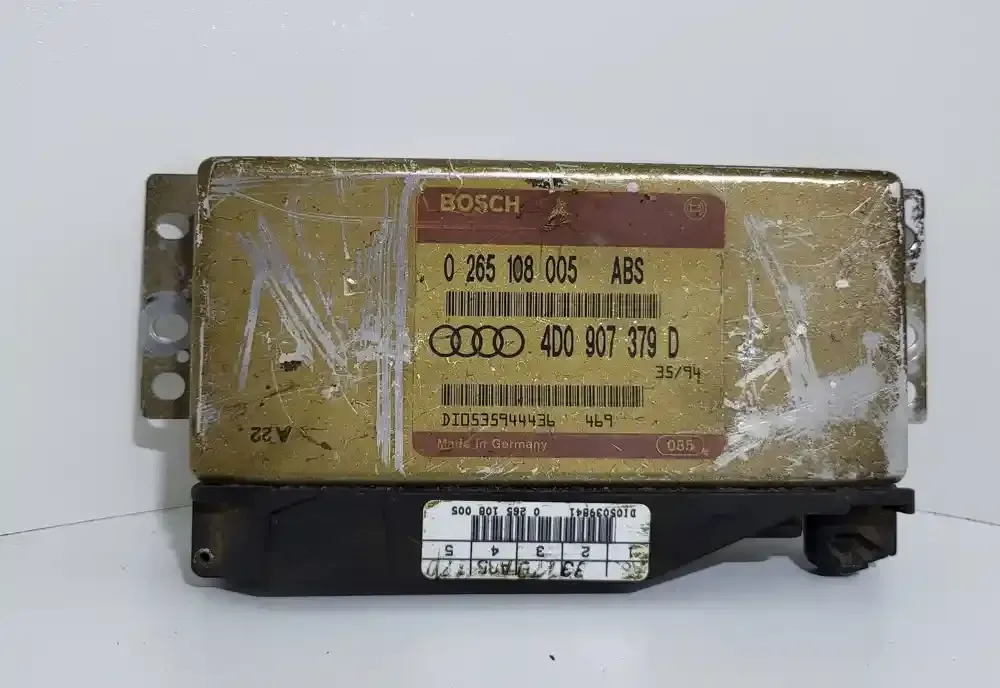 BOSCH
0 265 108 005 ABS
4D0 907 379 D
35/94
DI0535944436 469
Made in Germany 085
A22
DI05039841 0 265 108 005
1 2 3 4 5